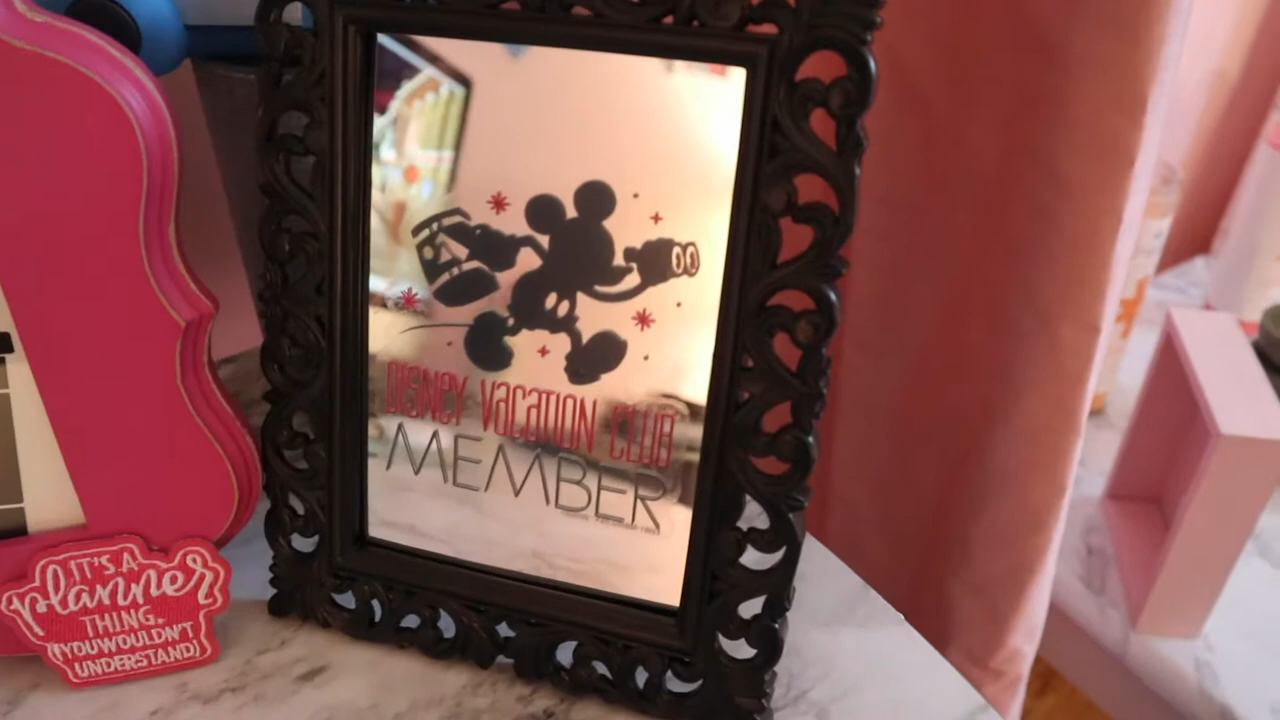 DISNEY VACATION CLUB
MEMBER
IT'S A
planner
THING.
(YOU WOULDN'T
UNDERSTAND)